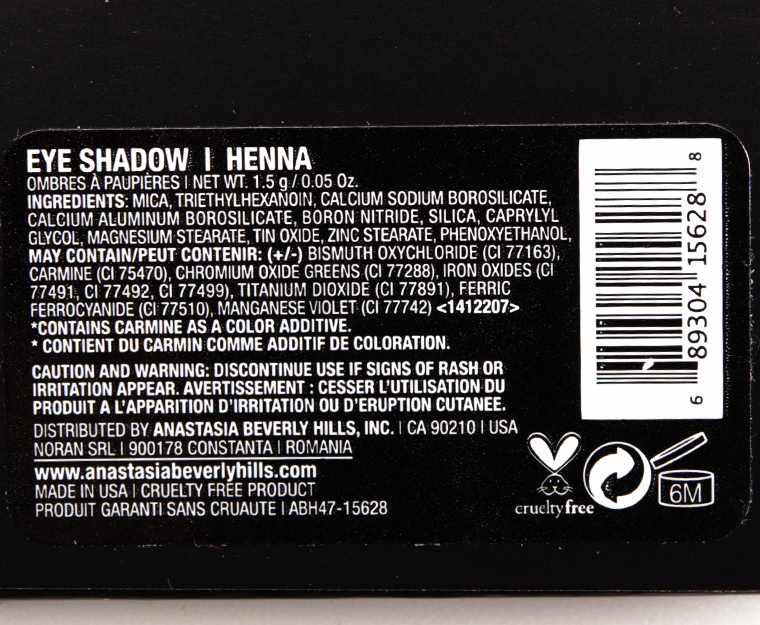 EYE SHADOW | HENNA
OMBRES À PAUPIÈRES | NET WT. 1.5 g / 0.05 Oz.
INGREDIENTS: MICA, TRIETHYLHEXANOIN, CALCIUM SODIUM BOROSILICATE,
CALCIUM ALUMINUM BOROSILICATE, BORON NITRIDE, SILICA, CAPRYLYL
GLYCOL, MAGNESIUM STEARATE, TIN OXIDE, ZINC STEARATE, PHENOXYETHANOL,
MAY CONTAIN/PEUT CONTENIR: (+/-) BISMUTH OXYCHLORIDE (CI 77163),
CARMINE (CI 75470), CHROMIUM OXIDE GREENS (CI 77288), IRON OXIDES (CI
77491, CI 77492, CI 77499), TITANIUM DIOXIDE (CI 77891), FERRIC
FERROCYANIDE (CI 77510), MANGANESE VIOLET (CI 77742) <1412207>
*CONTAINS CARMINE AS A COLOR ADDITIVE.
* CONTIENT DU CARMIN COMME ADDITIF DE COLORATION.
CAUTION AND WARNING: DISCONTINUE USE IF SIGNS OF RASH OR
IRRITATION APPEAR. AVERTISSEMENT : CESSER L'UTILISATION DU
PRODUIT A L'APPARITION D'IRRITATION OU D'ERUPTION CUTANEE.
DISTRIBUTED BY ANASTASIA BEVERLY HILLS, INC. | CA 90210 | USA
NORAN SRL | 900178 CONSTANTA | ROMANIA
www.anastasiabeverlyhills.com
MADE IN USA | CRUELTY FREE PRODUCT
PRODUIT GARANTI SANS CRUAUTE | ABH47-15628
6 89304 15628 8
crueltyfree
6M